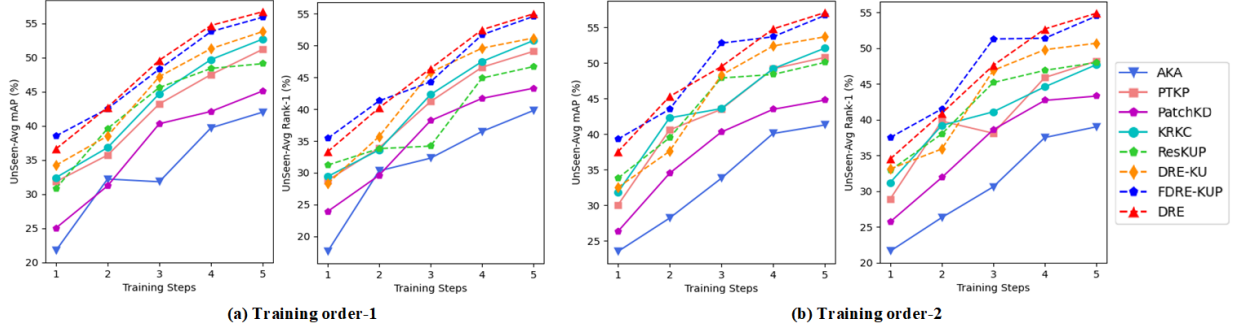 UnSeen-Avg mAP (%)
55
50
45
40
35
30
25
20
1 2 3 4 5
Training Steps
UnSeen-Avg Rank-1 (%)
55
50
45
40
35
30
25
20
1 2 3 4 5
Training Steps
(a) Training order-1
UnSeen-Avg mAP (%)
55
50
45
40
35
30
25
1 2 3 4 5
Training Steps
UnSeen-Avg Rank-1 (%)
55
50
45
40
35
30
25
20
1 2 3 4 5
Training Steps
(b) Training order-2
AKA
PTKP
PatchKD
KRKC
ResKUP
DRE-KU
FDRE-KUP
DRE